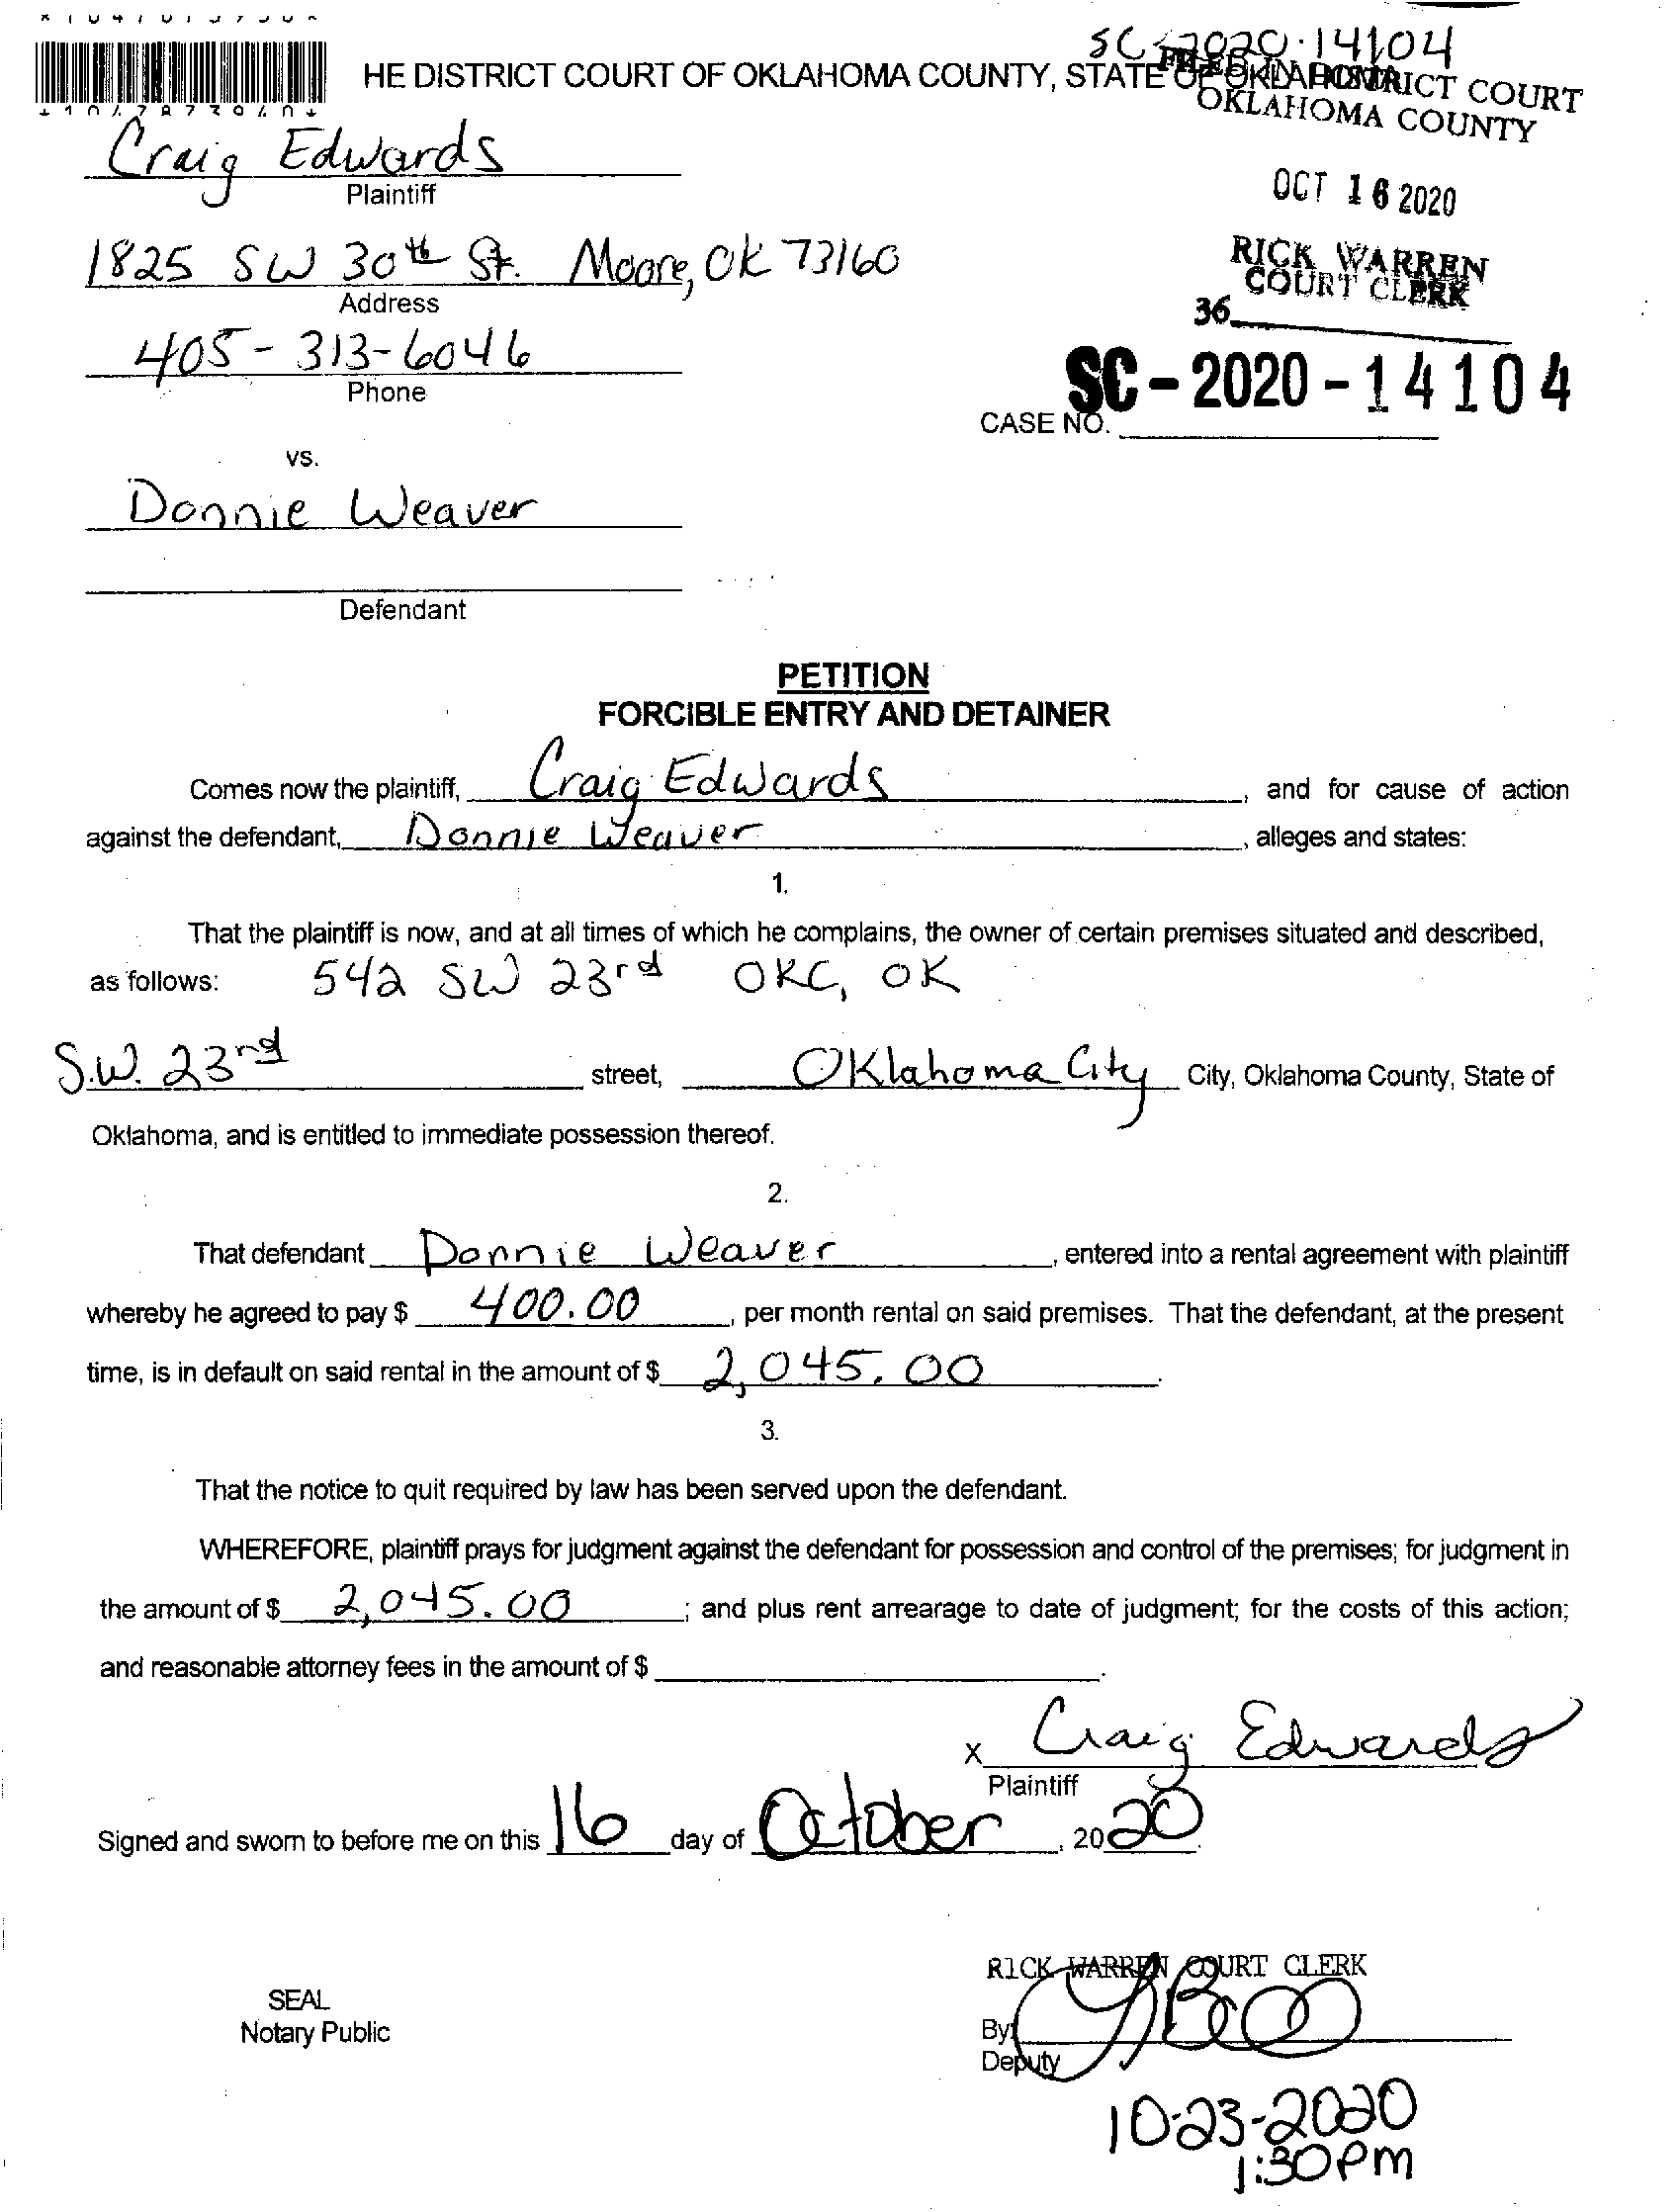 SC-2020-14104
HE DISTRICT COURT OF OKLAHOMA COUNTY, STATE OF OKLAHOMA
FILED IN DISTRICT COURT
OKLAHOMA COUNTY
Craig Edwards
Plaintiff
OCT 16 2020
1825 SW 30th St. Moore, OK 73160
Address
RICK WARREN
COURT CLERK
36
405-313-6046
Phone
SC-2020-14104
CASE NO.
vs.
Donnie Weaver
Defendant
PETITION
FORCIBLE ENTRY AND DETAINER
Comes now the plaintiff, Craig Edwards, and for cause of action
against the defendant, Donnie Weaver, alleges and states:
1.
That the plaintiff is now, and at all times of which he complains, the owner of certain premises situated and described,
as follows: 542 SW 23rd OKC, OK
S.W. 23rd street, Oklahoma City City, Oklahoma County, State of
Oklahoma, and is entitled to immediate possession thereof.
2.
That defendant Donnie Weaver, entered into a rental agreement with plaintiff
whereby he agreed to pay $ 400.00, per month rental on said premises. That the defendant, at the present
time, is in default on said rental in the amount of $ 2,045.00.
3.
That the notice to quit required by law has been served upon the defendant.
WHEREFORE, plaintiff prays for judgment against the defendant for possession and control of the premises; for judgment in
the amount of $ 2,045.00; and plus rent arrearage to date of judgment; for the costs of this action;
and reasonable attorney fees in the amount of $ .
x Craig Edwards
Plaintiff
Signed and sworn to before me on this 16 day of October, 2020.
RICK WARREN COURT CLERK
SEAL
Notary Public
By:
Deputy
10-23-2020
1:30pm